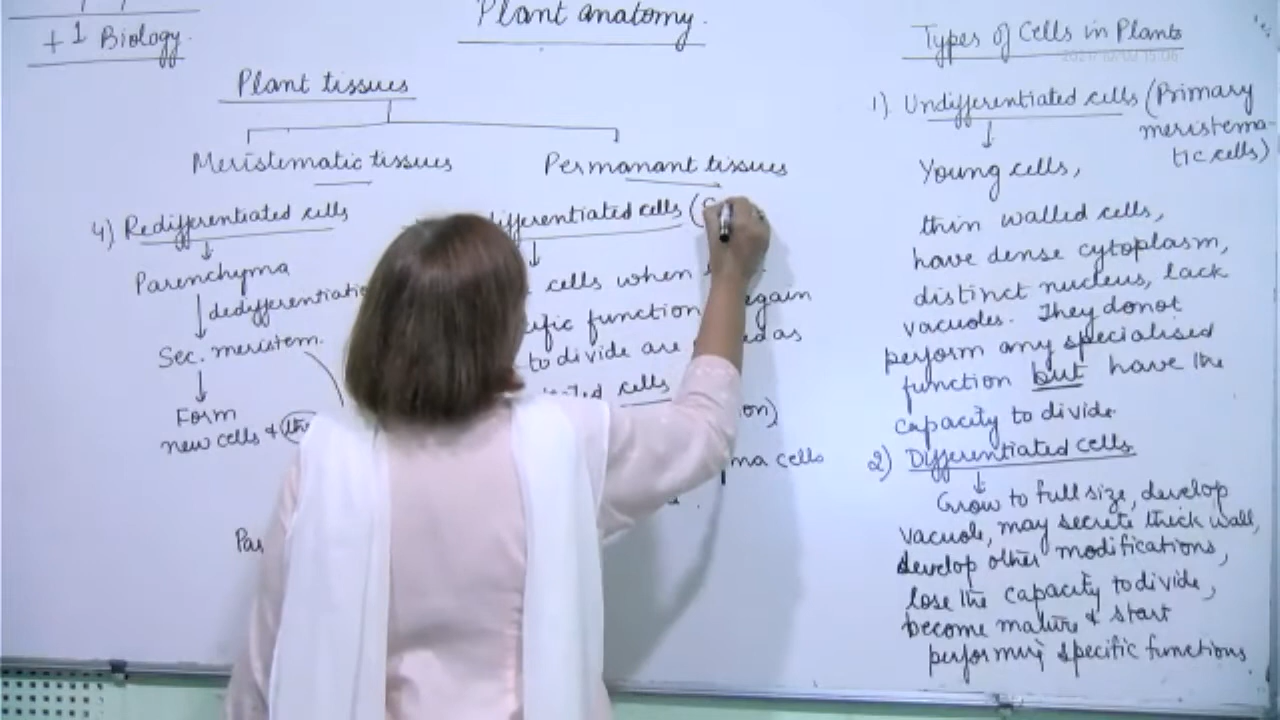 +1 Biology.
Plant anatomy.
Plant tissues
Meristematic tissues
Permanant tissues
4) Redifferentiated cells
Parenchyma
Sec. meristem.
Form
new cells +
differentiated cells (
cells when
function
egain
to divide are
as
cells
on)
ma cells
Types of Cells in Plants
1) Undifferentiated cells (Primary
meristema-
tic cells)
Young cells,
thin walled cells,
have dense cytoplasm,
distinct nucleus, lack
vacuoles. They donot
perform any specialised
function but have the
capacity to divide
2) Differentiated cells
Grow to full size, develop
vacuole, may secrete thick wall,
develop other modifications,
lose the capacity to divide,
become mature & start
performing specific functions